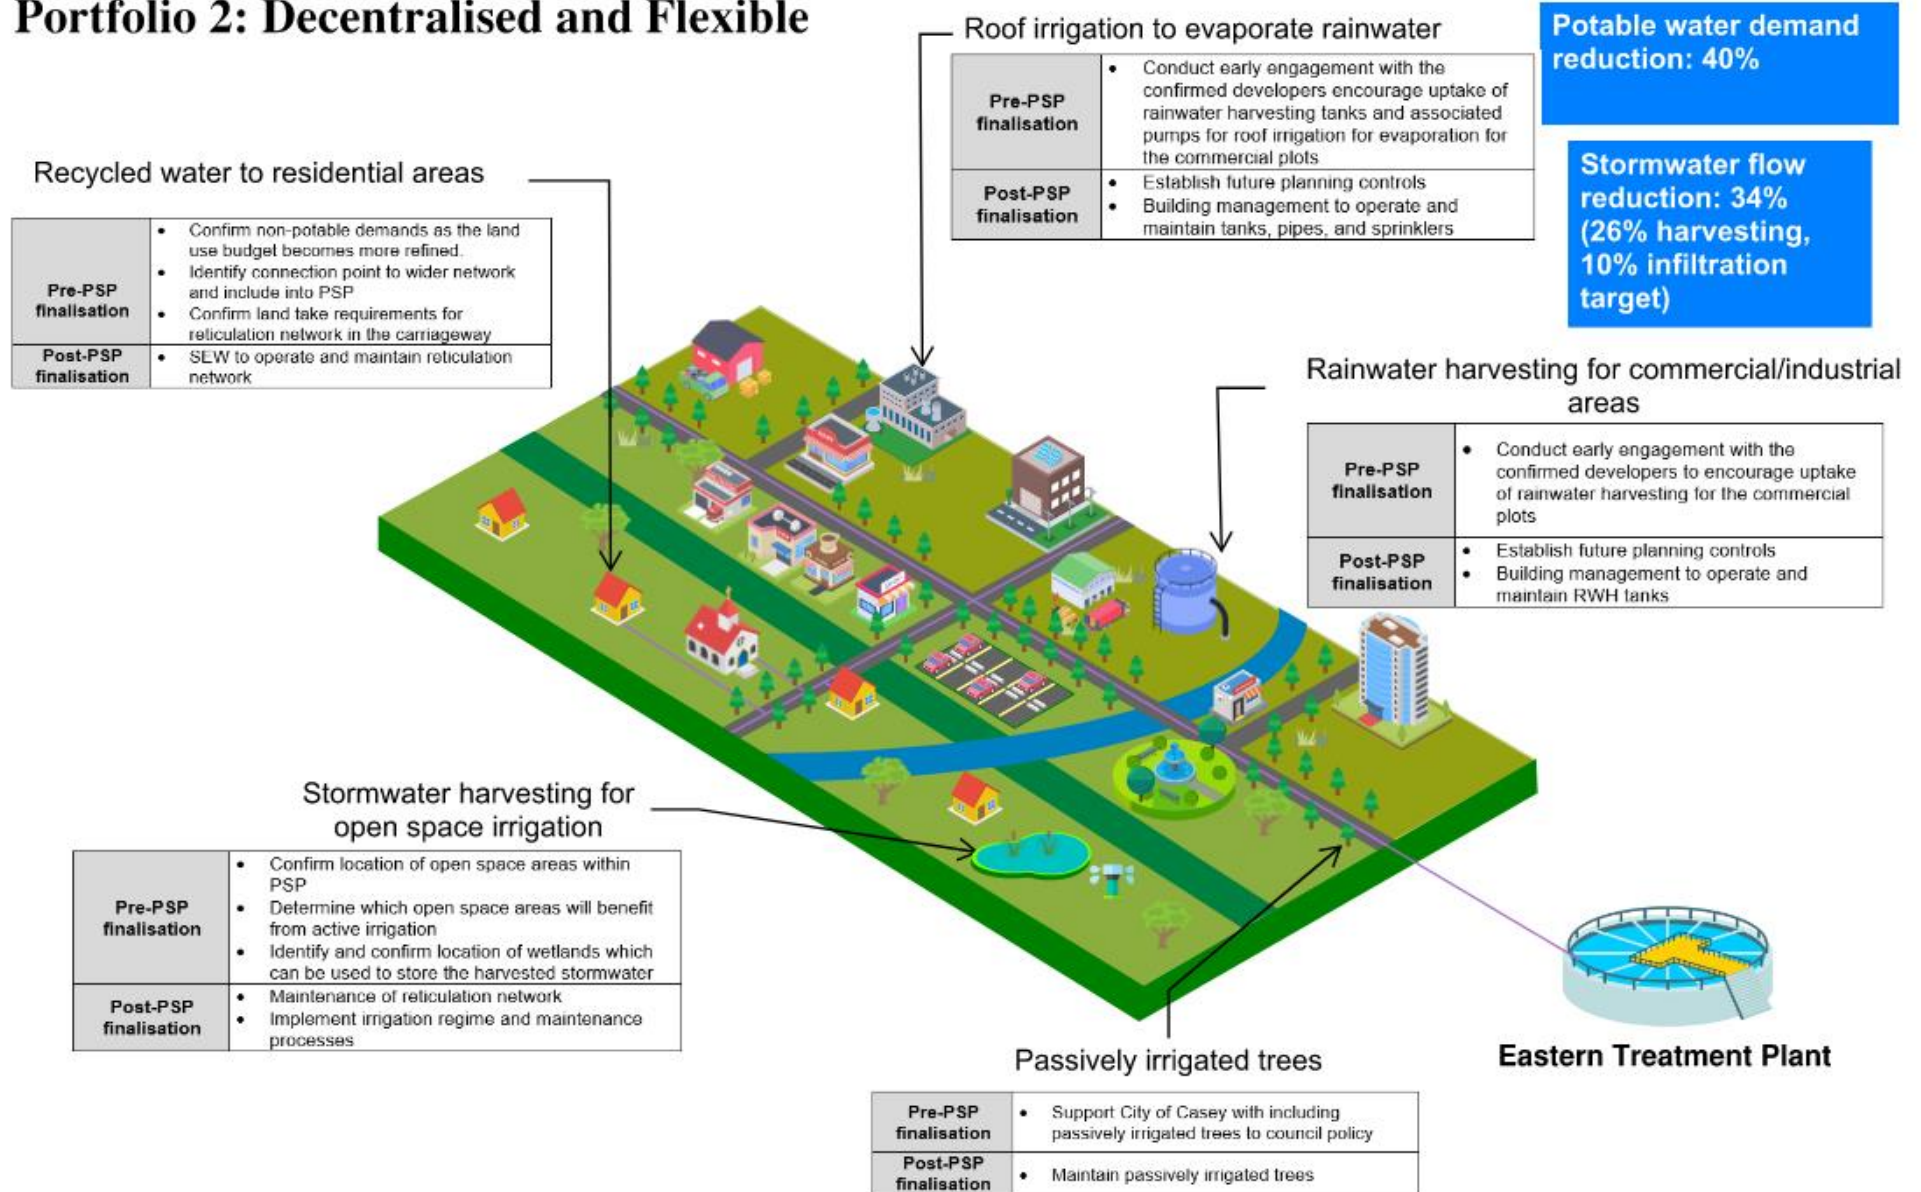 Portfolio 2: Decentralised and Flexible
Roof irrigation to evaporate rainwater
Pre-PSP
finalisation
• Conduct early engagement with the
confirmed developers encourage uptake of
rainwater harvesting tanks and associated
pumps for roof irrigation for evaporation for
the commercial plots
Post-PSP
finalisation
• Establish future planning controls
• Building management to operate and
maintain tanks, pipes, and sprinklers
Potable water demand
reduction: 40%
Stormwater flow
reduction: 34%
(26% harvesting,
10% infiltration
target)
Recycled water to residential areas
Pre-PSP
finalisation
• Confirm non-potable demands as the land
use budget becomes more refined.
• Identify connection point to wider network
and include into PSP
• Confirm land take requirements for
reticulation network in the carriageway
Post-PSP
finalisation
• SEW to operate and maintain reticulation
network
Rainwater harvesting for commercial/industrial
areas
Pre-PSP
finalisation
• Conduct early engagement with the
confirmed developers to encourage uptake
of rainwater harvesting for the commercial
plots
Post-PSP
finalisation
• Establish future planning controls
• Building management to operate and
maintain RWH tanks
Stormwater harvesting for
open space irrigation
Pre-PSP
finalisation
• Confirm location of open space areas within
PSP
• Determine which open space areas will benefit
from active irrigation
• Identify and confirm location of wetlands which
can be used to store the harvested stormwater
Post-PSP
finalisation
• Maintenance of reticulation network
• Implement irrigation regime and maintenance
processes
Passively irrigated trees
Pre-PSP
finalisation
• Support City of Casey with including
passively irrigated trees to council policy
Post-PSP
finalisation
• Maintain passively irrigated trees
Eastern Treatment Plant